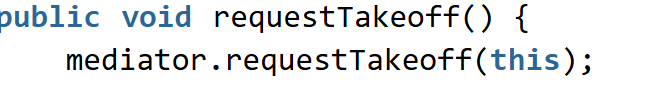 public void requestTakeoff() {
    mediator.requestTakeoff(this);